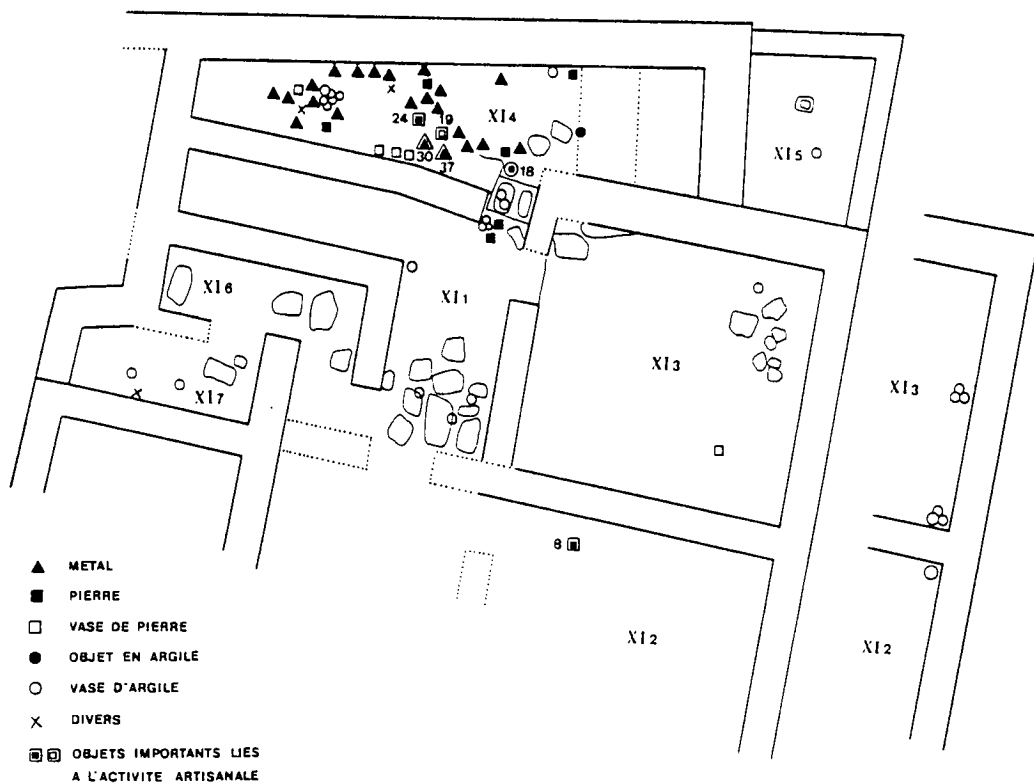 XI4
24
19
30
37
18
XI5
XI6
XI1
XI7
XI3
XI3
8
XI2
XI2
METAL
PIERRE
VASE DE PIERRE
OBJET EN ARGILE
VASE D'ARGILE
DIVERS
OBJETS IMPORTANTS LIES
A L'ACTIVITE ARTISANALE